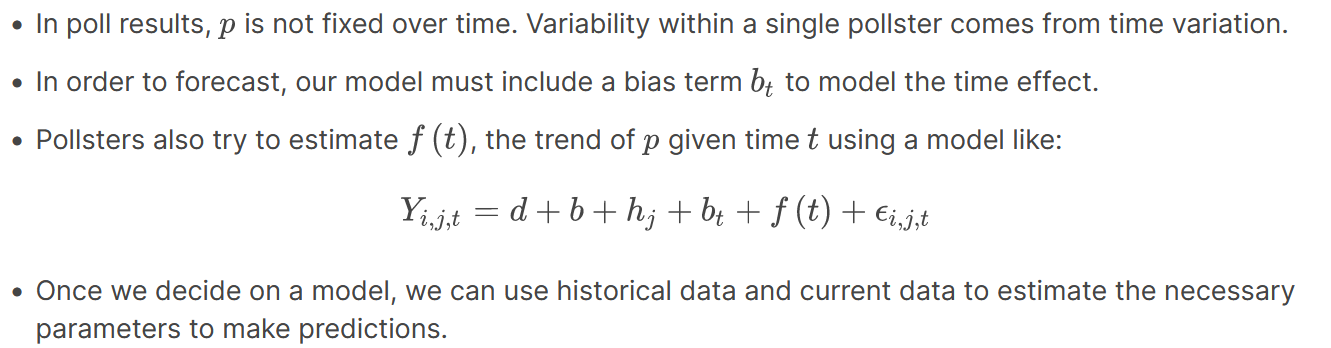 • In poll results, p is not fixed over time. Variability within a single pollster comes from time variation.
• In order to forecast, our model must include a bias term b_t to model the time effect.
• Pollsters also try to estimate f (t), the trend of p given time t using a model like:
Y_{i,j,t} = d + b + h_j + b_t + f (t) + ϵ_{i,j,t}
• Once we decide on a model, we can use historical data and current data to estimate the necessary
parameters to make predictions.